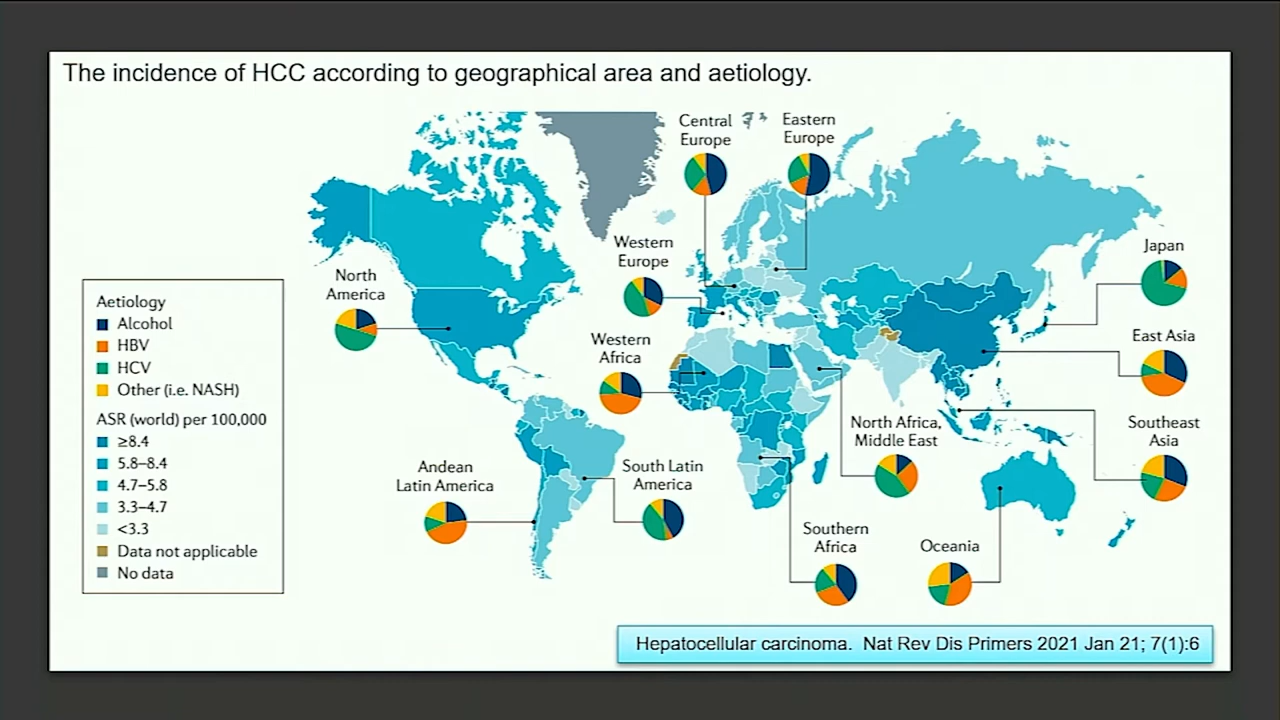 The incidence of HCC according to geographical area and aetiology.
Central
Europe
Eastern
Europe
Western
Europe
Japan
North
America
Aetiology
Alcohol
HBV
HCV
Other (i.e. NASH)
ASR (world) per 100,000
≥8.4
5.8–8.4
4.7–5.8
3.3–4.7
<3.3
Data not applicable
No data
Western
Africa
East Asia
North Africa,
Middle East
Southeast
Asia
Andean
Latin America
South Latin
America
Southern
Africa
Oceania
Hepatocellular carcinoma. Nat Rev Dis Primers 2021 Jan 21; 7(1):6